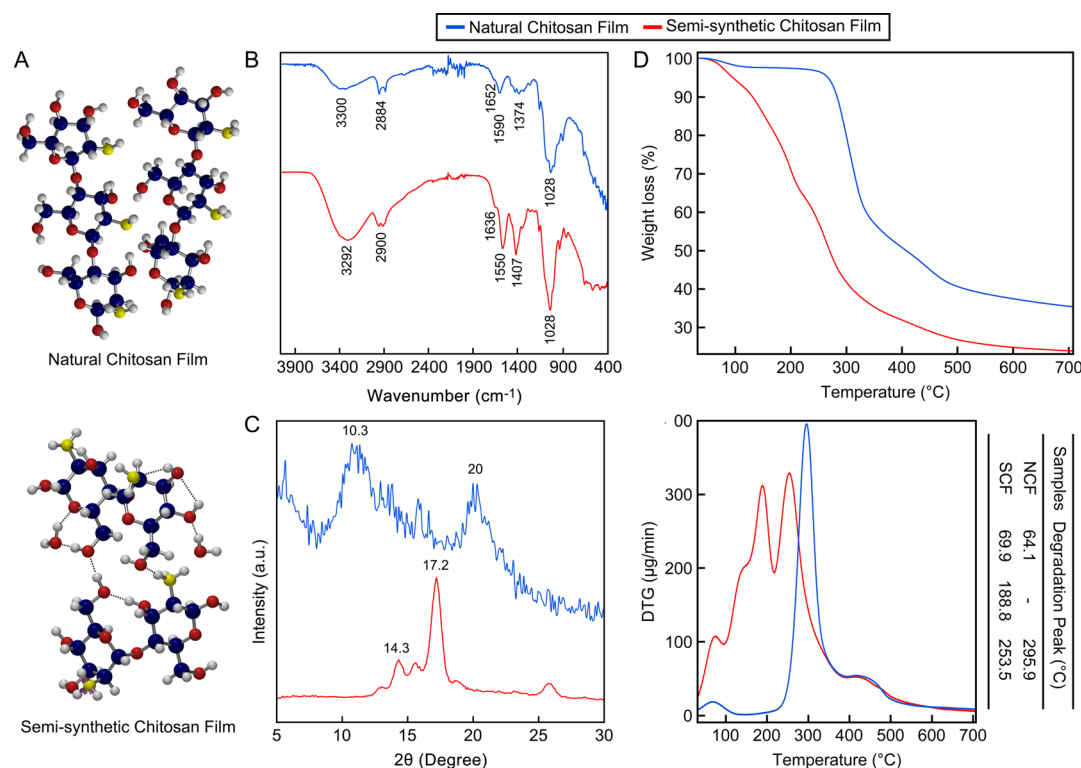 Natural Chitosan Film Semi-synthetic Chitosan Film
A
Natural Chitosan Film
Semi-synthetic Chitosan Film
B
3300
2884
1590
1652
1374
1028
3292
2900
1636
1550
1407
1028
3900 3400 2900 2400 1900 1400 900 400
Wavenumber (cm-1)
C
10.3
20
17.2
14.3
Intensity (a.u.)
5 10 15 20 25 30
2θ (Degree)
D
100
90
80
70
60
50
40
30
Weight loss (%)
100 200 300 400 500 600 700
Temperature (°C)
.00
300
200
100
0
DTG (µg/min)
100 200 300 400 500 600 700
Temperature (°C)
Samples Degradation Peak (°C)
NCF 64.1 - 295.9
SCF 69.9 188.8 253.5